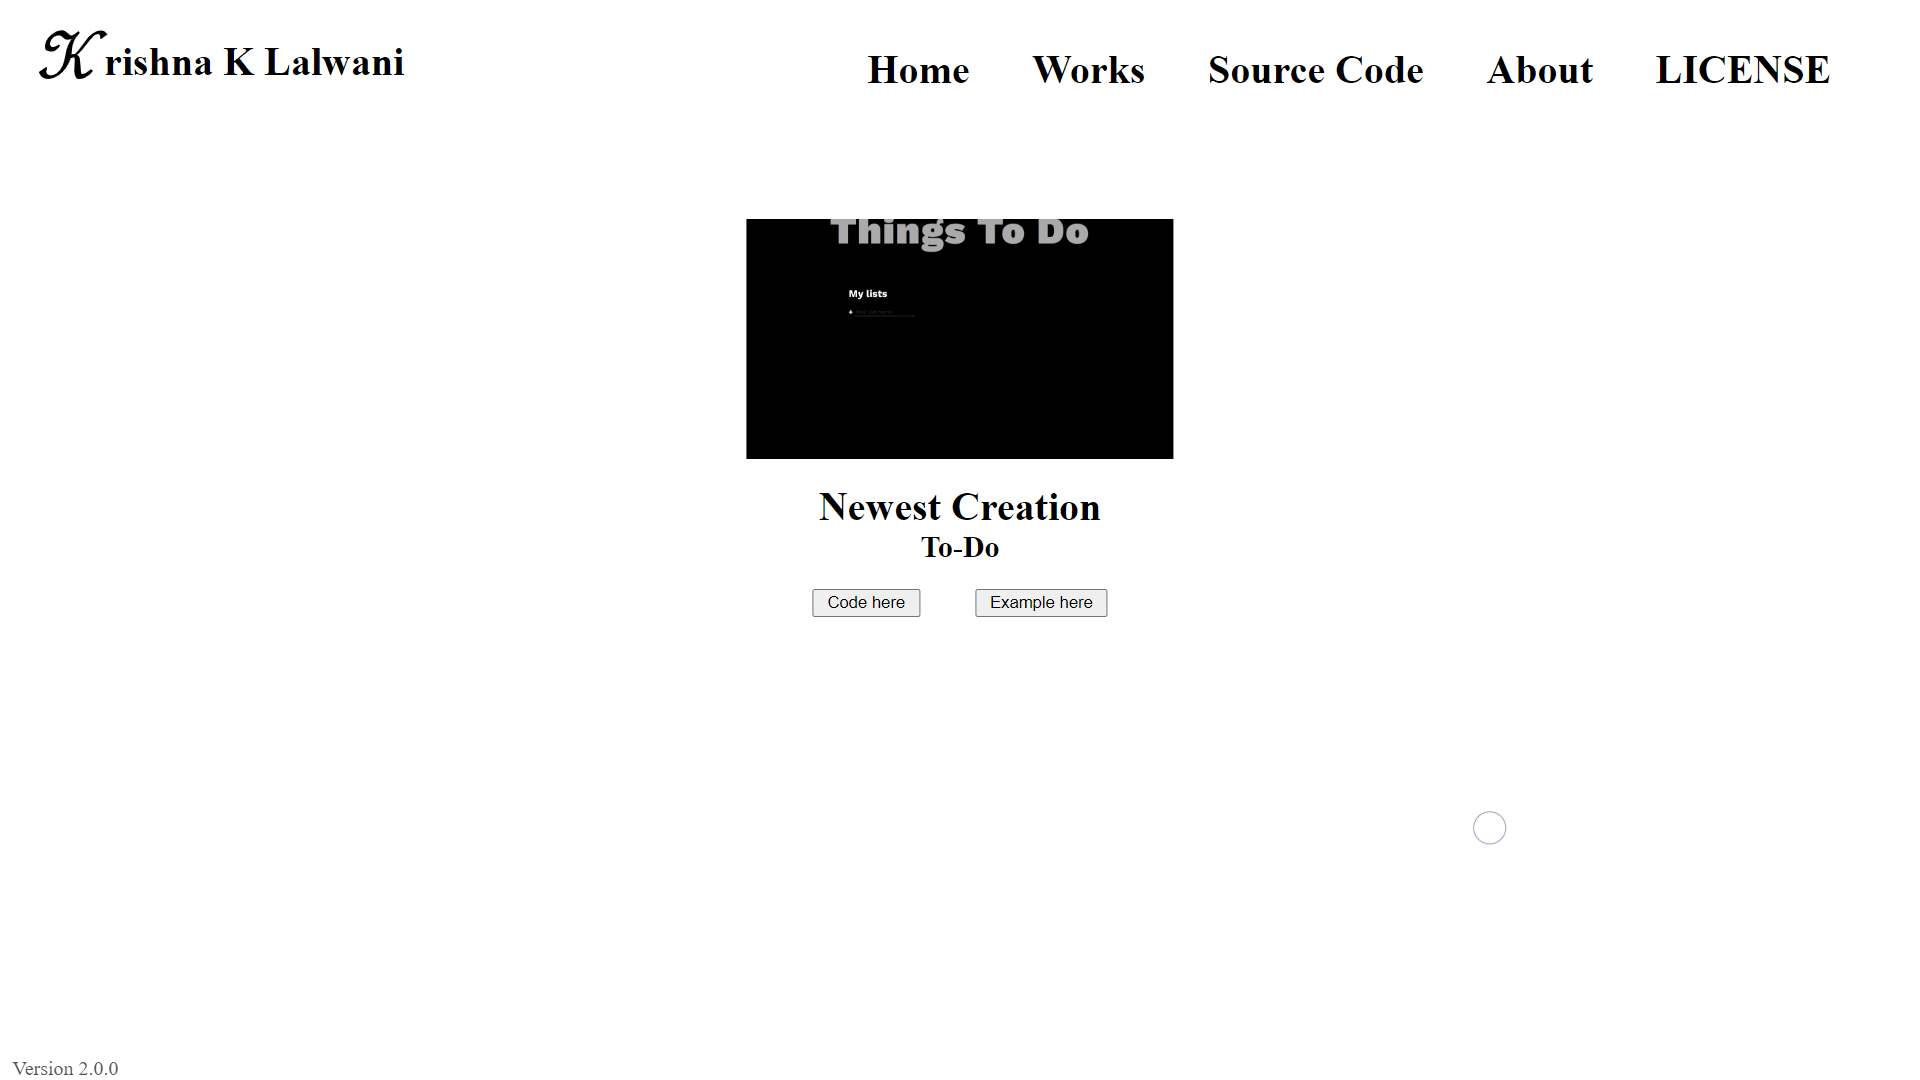 Krishna K Lalwani
Home Works Source Code About LICENSE
Things To Do
My lists
Newest Creation
To-Do
Code here Example here
Version 2.0.0